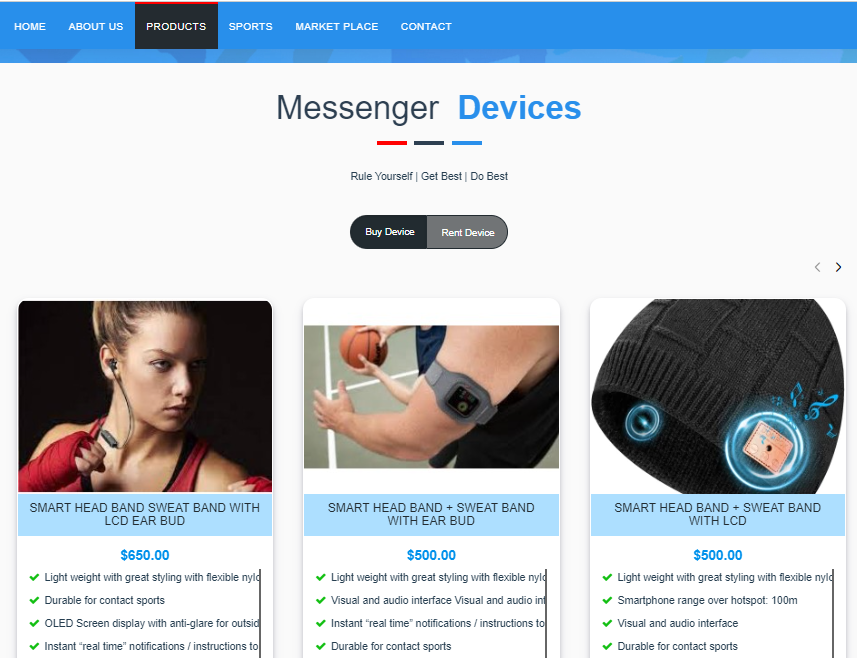 HOME ABOUT US PRODUCTS SPORTS MARKET PLACE CONTACT
Messenger Devices
Rule Yourself | Get Best | Do Best
Buy Device Rent Device
SMART HEAD BAND SWEAT BAND WITH
LCD EAR BUD
$650.00
Light weight with great styling with flexible nylo
Durable for contact sports
OLED Screen display with anti-glare for outsid
Instant “real time” notifications / instructions to
SMART HEAD BAND + SWEAT BAND
WITH EAR BUD
$500.00
Light weight with great styling with flexible nylo
Visual and audio interface Visual and audio int
Instant “real time” notifications / instructions to
Durable for contact sports
SMART HEAD BAND + SWEAT BAND
WITH LCD
$500.00
Light weight with great styling with flexible nylo
Smartphone range over hotspot: 100m
Visual and audio interface
Durable for contact sports